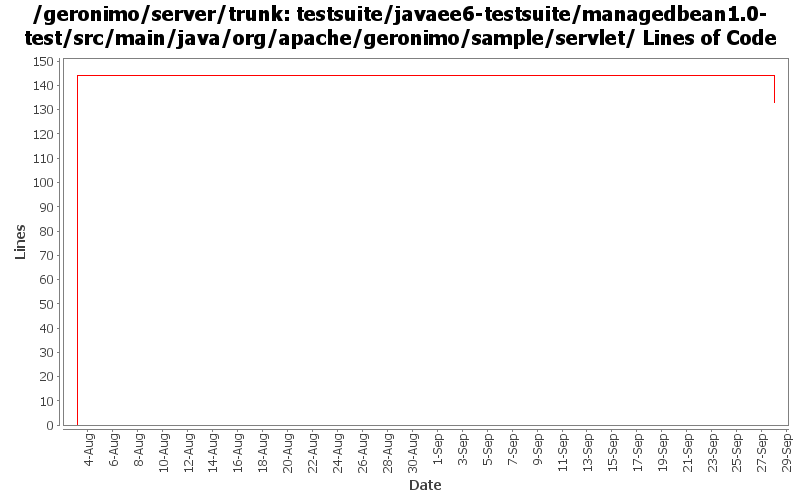 /geronimo/server/trunk: testsuite/javaee6-testsuite/managedbean1.0-
test/src/main/java/org/apache/geronimo/sample/servlet/ Lines of Code
150
140
130
120
110
100
90
80
70
60
50
40
30
20
10
0
Lines
4-Aug
6-Aug
8-Aug
10-Aug
12-Aug
14-Aug
16-Aug
18-Aug
20-Aug
22-Aug
24-Aug
26-Aug
28-Aug
30-Aug
1-Sep
3-Sep
5-Sep
7-Sep
9-Sep
11-Sep
13-Sep
15-Sep
17-Sep
19-Sep
21-Sep
23-Sep
25-Sep
27-Sep
29-Sep
Date